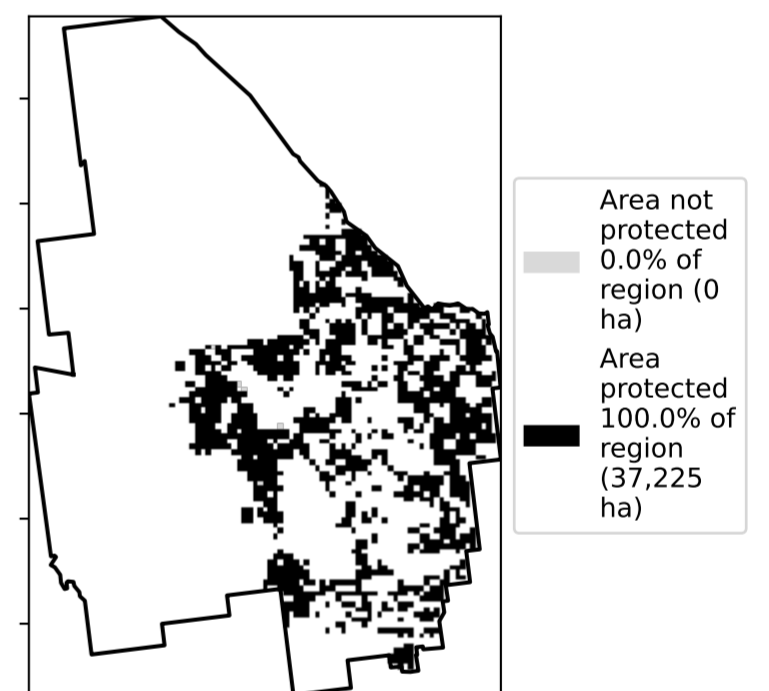 Area not
protected
0.0% of
region (0
ha)
Area
protected
100.0% of
region
(37,225
ha)